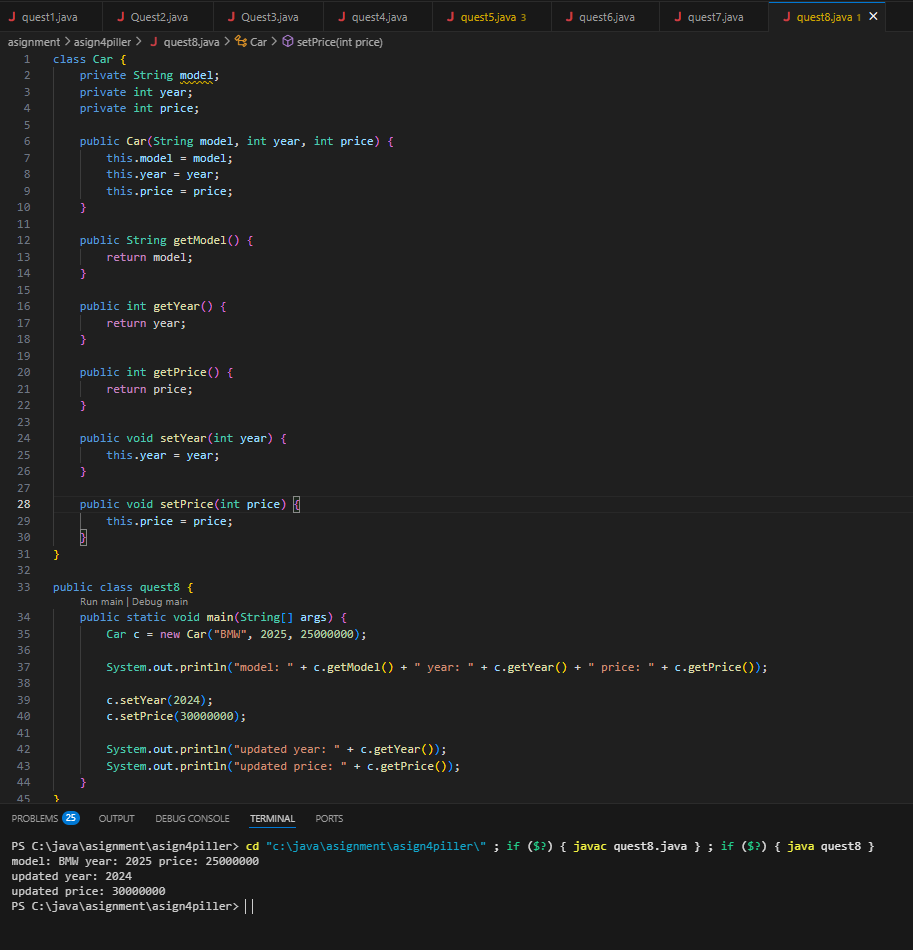 quest1.java Quest2.java Quest3.java quest4.java quest5.java 3 quest6.java quest7.java quest8.java 1
asignment > asign4piller > quest8.java > Car > setPrice(int price)
1 class Car {
2 private String model;
3 private int year;
4 private int price;
5
6 public Car(String model, int year, int price) {
7 this.model = model;
8 this.year = year;
9 this.price = price;
10 }
11
12 public String getModel() {
13 return model;
14 }
15
16 public int getYear() {
17 return year;
18 }
19
20 public int getPrice() {
21 return price;
22 }
23
24 public void setYear(int year) {
25 this.year = year;
26 }
27
28 public void setPrice(int price) {
29 this.price = price;
30 }
31 }
32
33 public class quest8 {
Run main | Debug main
34 public static void main(String[] args) {
35 Car c = new Car("BMW", 2025, 25000000);
36
37 System.out.println("model: " + c.getModel() + " year: " + c.getYear() + " price: " + c.getPrice());
38
39 c.setYear(2024);
40 c.setPrice(30000000);
41
42 System.out.println("updated year: " + c.getYear());
43 System.out.println("updated price: " + c.getPrice());
44 }
45 }
PROBLEMS 25 OUTPUT DEBUG CONSOLE TERMINAL PORTS
PS C:\java\asignment\asign4piller> cd "c:\java\asignment\asign4piller\" ; if ($?) { javac quest8.java } ; if ($?) { java quest8 }
model: BMW year: 2025 price: 25000000
updated year: 2024
updated price: 30000000
PS C:\java\asignment\asign4piller>